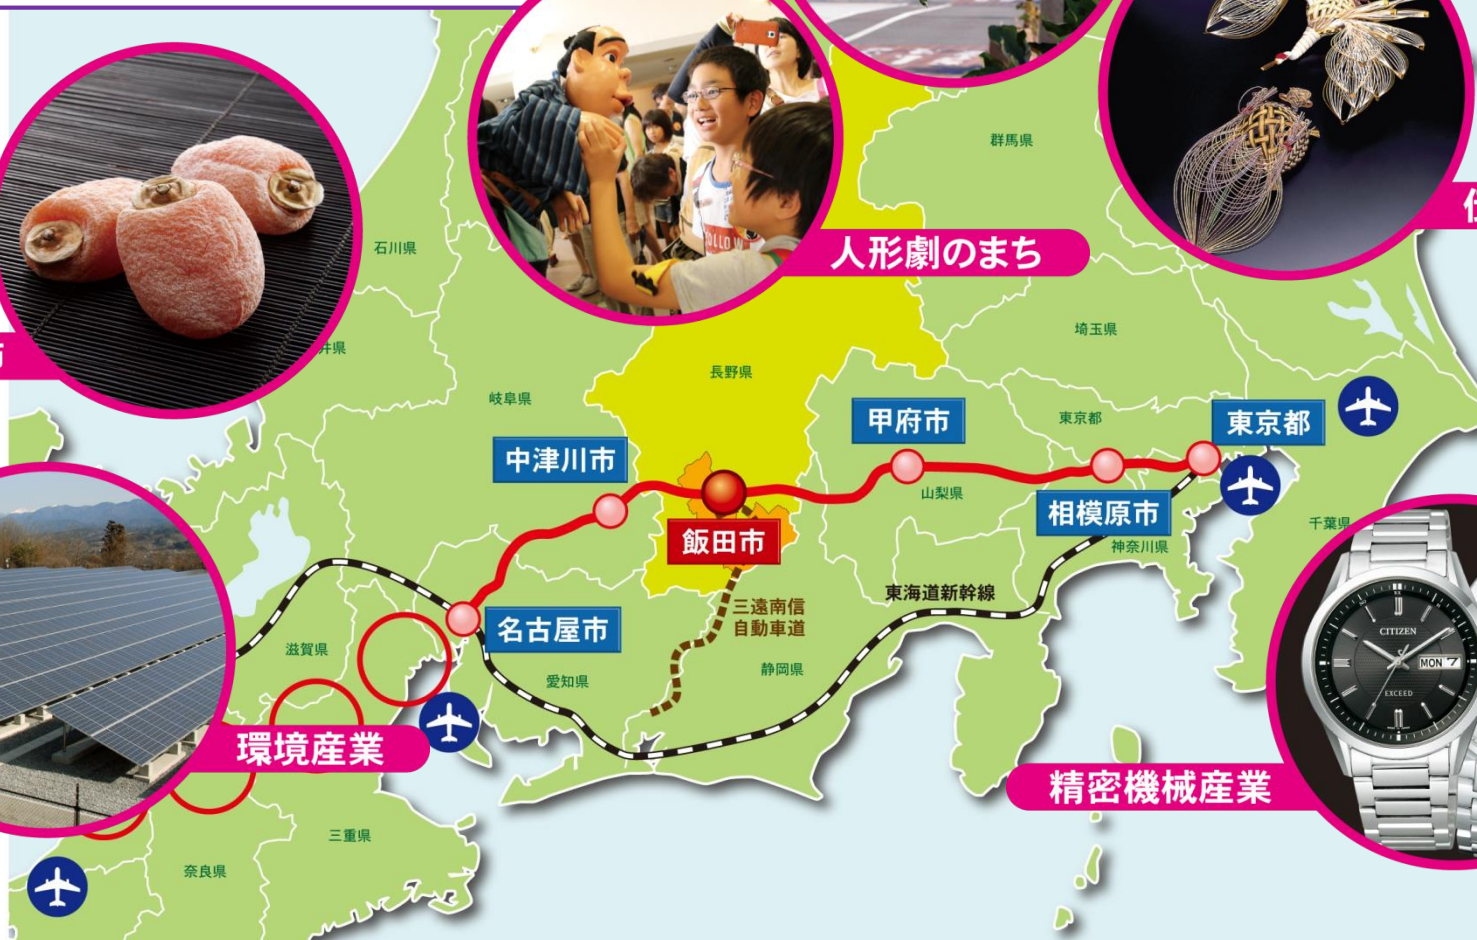 群馬県
石川県
人形劇のまち
埼玉県
井県
長野県
岐阜県
東京都
甲府市
東京都
中津川市
山梨県
相模原市
千葉県
飯田市
神奈川県
東海道新幹線
三遠南信
自動車道
名古屋市
滋賀県
愛知県
静岡県
環境産業
精密機械産業
三重県
奈良県
CITIZEN
MON 7
EXCEED